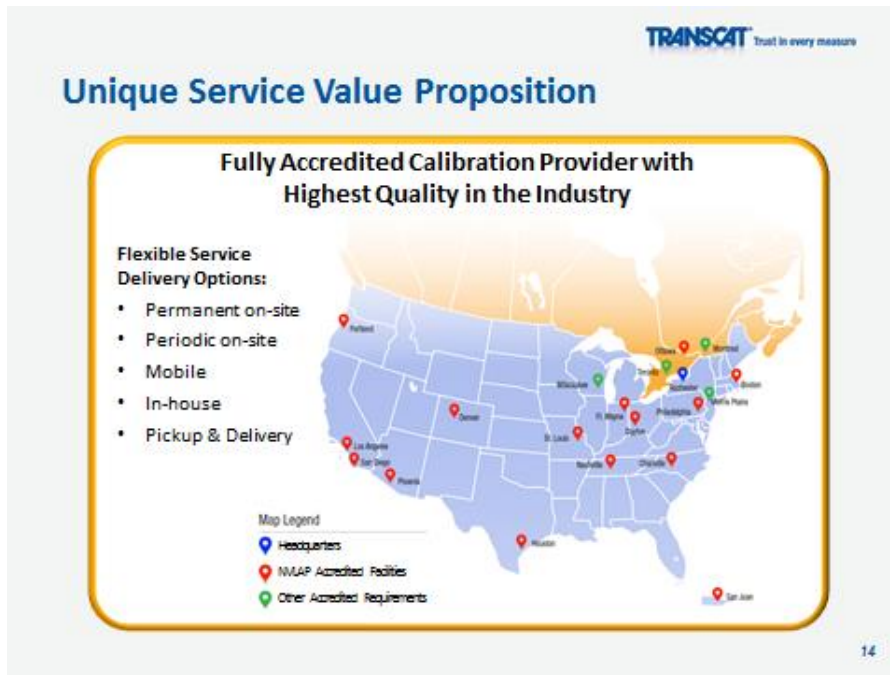 TRANSCAT Trust in every measure
Unique Service Value Proposition
Fully Accredited Calibration Provider with
Highest Quality in the Industry
Flexible Service
Delivery Options:
• Permanent on-site
• Periodic on-site
• Mobile
• In-house
• Pickup & Delivery
Portland
Ottawa
Montreal
Toronto
Milwaukee
Rochester
Boston
Denver
Ft. Wayne
Philadelphia
Dayton
St. Louis
Los Angeles
San Diego
Nashville
Charlotte
Phoenix
Houston
San Juan
Map Legend
Headquarters
NVLAP Accredited Facilities
Other Accredited Requirements
14